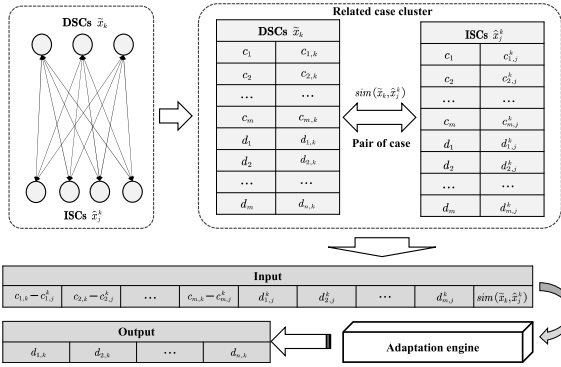 Related case cluster
DSCs x̃_k
ISCs x̂_j^k
DSCs x̃_k
c_1 c_{1,k}
c_2 c_{2,k}
... ...
c_m c_{m,k}
d_1 d_{1,k}
d_2 d_{2,k}
... ...
d_m d_{n,k}
sim(x̃_k, x̂_j^k)
Pair of case
ISCs x̂_j^k
c_1 c_{1,j}^k
c_2 c_{2,j}^k
... ...
c_m c_{m,j}^k
d_1 d_{1,j}^k
d_2 d_{2,j}^k
... ...
d_m d_{m,j}^k
Input
c_{1,k}−c_{1,j}^k c_{2,k}−c_{2,j}^k ... c_{m,k}−c_{m,j}^k d_{1,j}^k d_{2,j}^k ... d_{m,j}^k sim(x̃_k, x̂_j^k)
Output
d_{1,k} d_{2,k} ... d_{n,k}
Adaptation engine